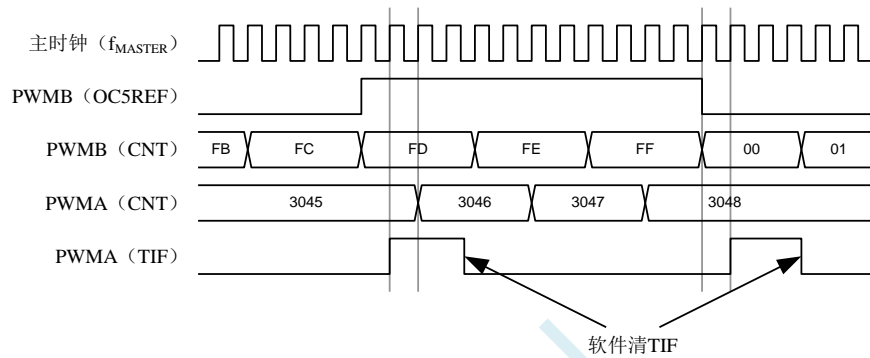 主时钟（fMASTER）
PWMB（OC5REF）
PWMB（CNT） FB FC FD FE FF 00 01
PWMA（CNT） 3045 3046 3047 3048
PWMA（TIF）
软件清TIF